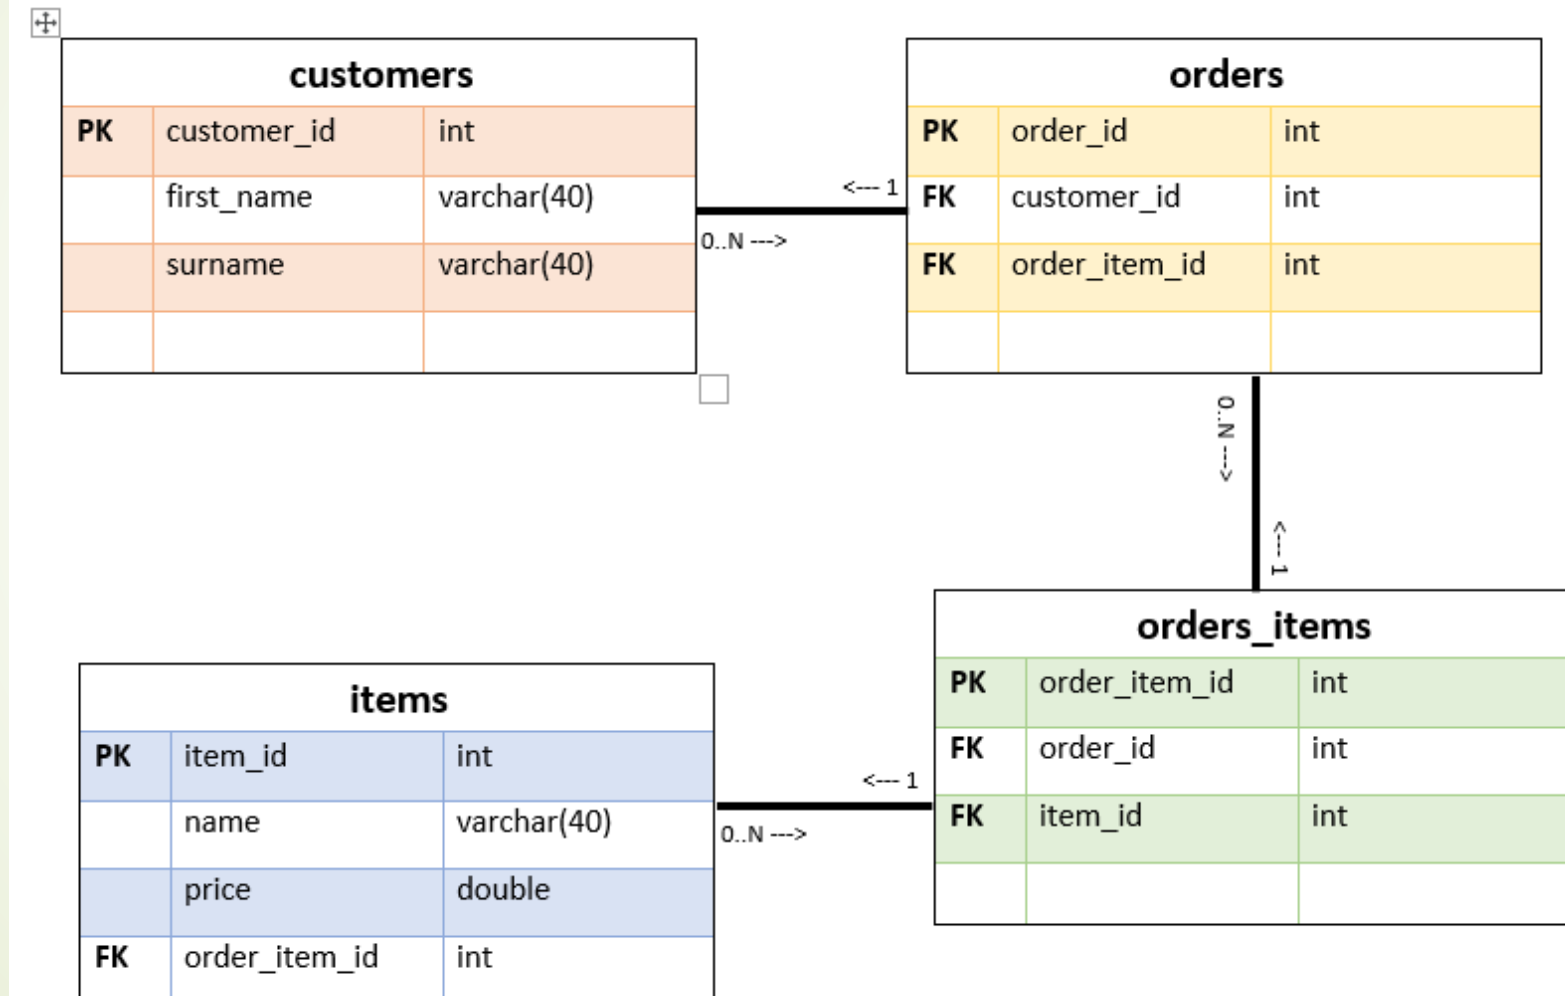 customers
PK customer_id int
first_name varchar(40)
surname varchar(40)
<--- 1
0..N --->
orders
PK order_id int
FK customer_id int
FK order_item_id int
0..N --->
<--- 1
orders_items
PK order_item_id int
FK order_id int
FK item_id int
<--- 1
0..N --->
items
PK item_id int
name varchar(40)
price double
FK order_item_id int